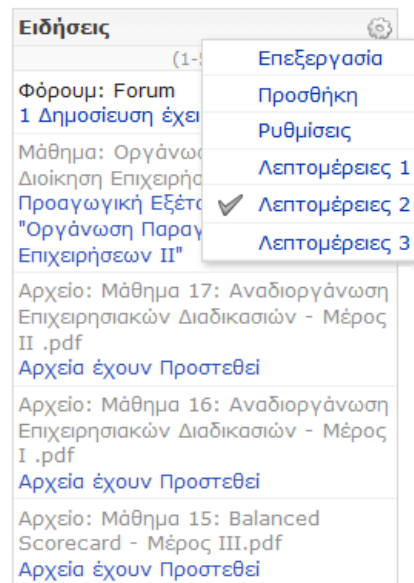 Ειδήσεις
(1-5
Επεξεργασία
Προσθήκη
Ρυθμίσεις
Λεπτομέρειες 1
Λεπτομέρειες 2
Λεπτομέρειες 3
Φόρουμ: Forum
1 Δημοσίευση έχει
Μάθημα: Οργάνω
Διοίκηση Επιχειρήσ
Προαγωγική Εξέτα
"Οργάνωση Παραγ
Επιχειρήσεων ΙΙ"
Αρχείο: Μάθημα 17: Αναδιοργάνωση
Επιχειρησιακών Διαδικασιών - Μέρος
II .pdf
Αρχεία έχουν Προστεθεί
Αρχείο: Μάθημα 16: Αναδιοργάνωση
Επιχειρησιακών Διαδικασιών - Μέρος
I .pdf
Αρχεία έχουν Προστεθεί
Αρχείο: Μάθημα 15: Balanced
Scorecard - Μέρος III.pdf
Αρχεία έχουν Προστεθεί